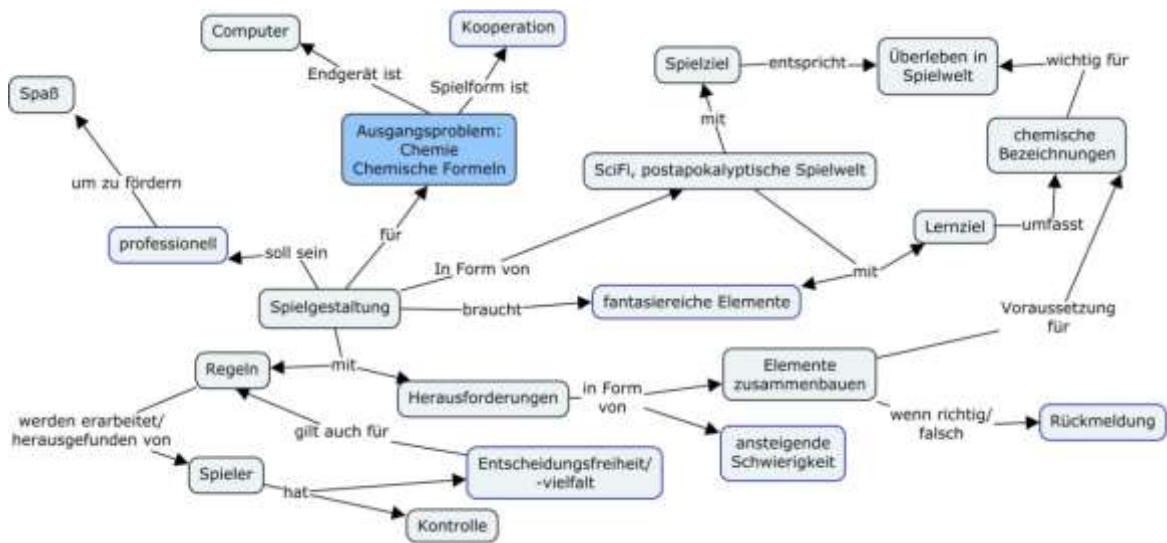 Computer
Kooperation
Endgerät ist
Spielform ist
Spielziel
entspricht
Überleben in
Spielwelt
wichtig für
Spaß
Ausgangsproblem:
Chemie
Chemische Formeln
mit
chemische
Bezeichnungen
SciFi, postapokalyptische Spielwelt
um zu fördern
für
Lernziel
umfasst
professionell
soll sein
In Form von
mit
Spielgestaltung
braucht
fantasiereiche Elemente
Voraussetzung
für
mit
Regeln
Herausforderungen
in Form
von
Elemente
zusammenbauen
werden erarbeitet/
herausgefunden von
gilt auch für
wenn richtig/
falsch
Rückmeldung
ansteigende
Schwierigkeit
Spieler
hat
Entscheidungsfreiheit/
-vielfalt
Kontrolle